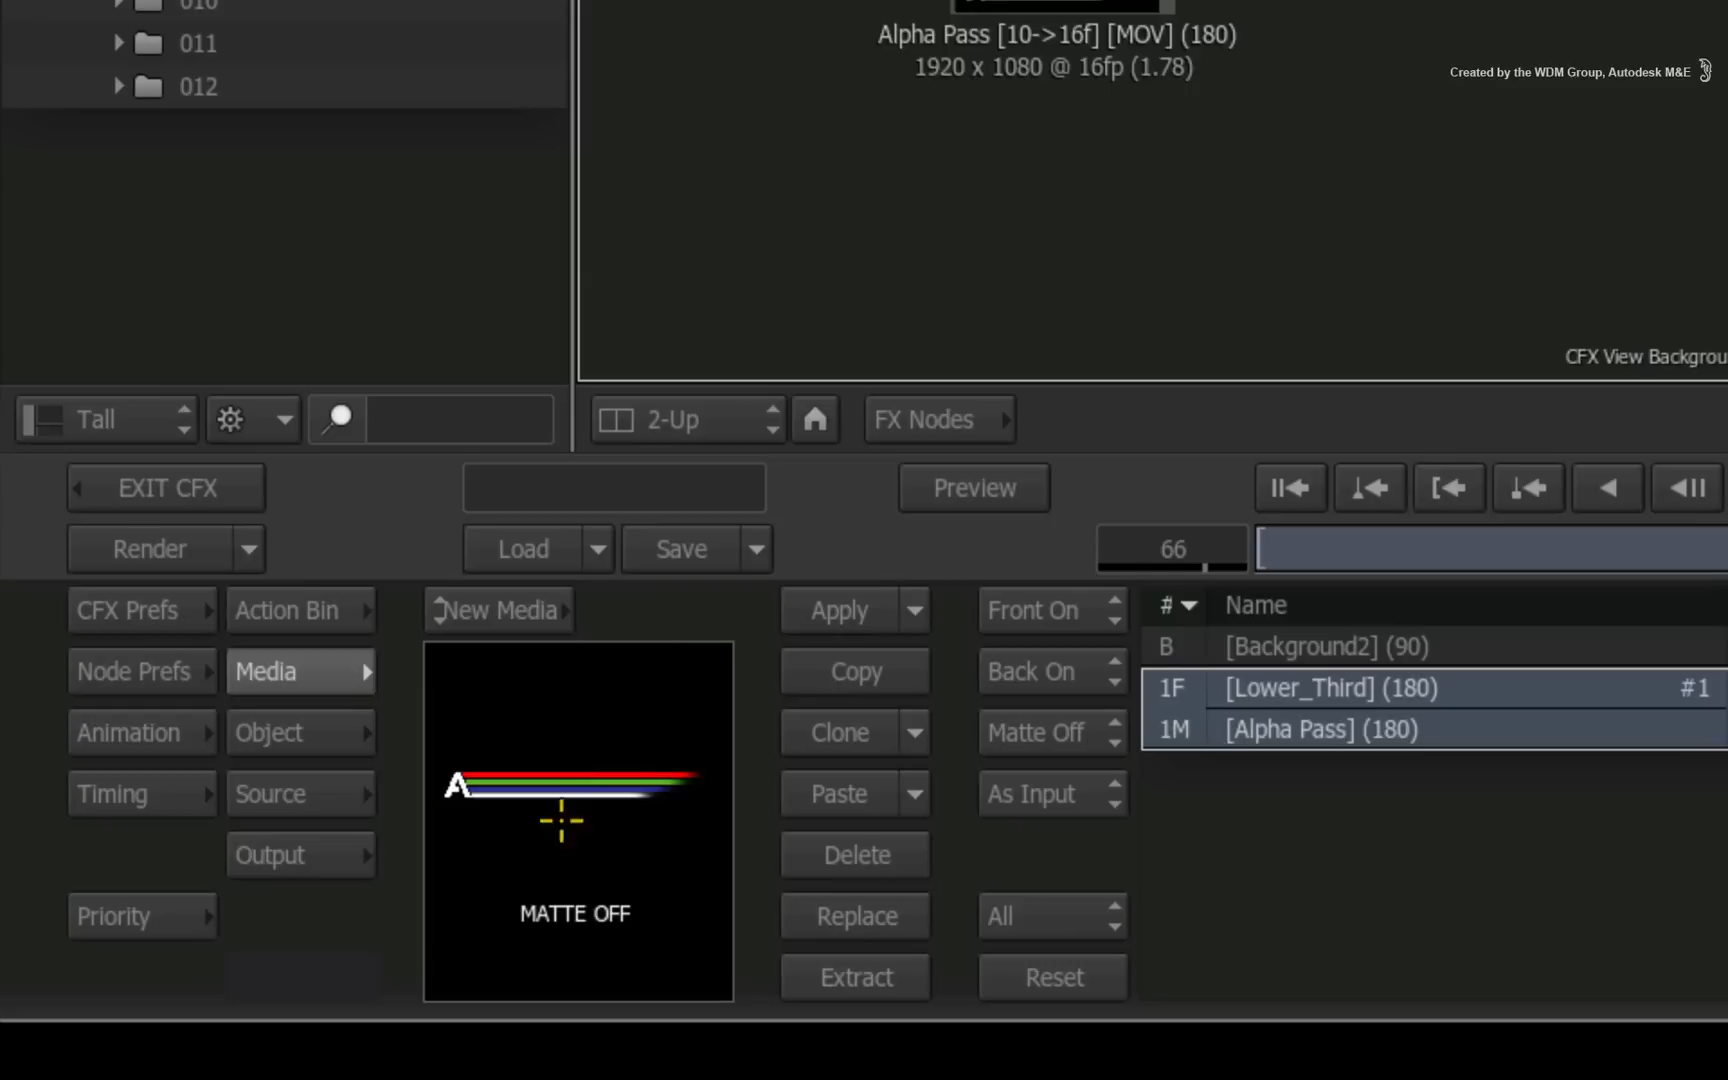 010
011
012
Alpha Pass [10->16f] [MOV] (180)
1920 x 1080 @ 16fp (1.78)
Created by the WDM Group, Autodesk M&E
CFX View Backgrou
Tall
2-Up
FX Nodes
EXIT CFX
Preview
Render
Load
Save
66
CFX Prefs
Action Bin
New Media
Apply
Front On
# Name
B [Background2] (90)
Node Prefs
Media
Copy
Back On
1F [Lower_Third] (180) #1
1M [Alpha Pass] (180)
Animation
Object
Clone
Matte Off
Timing
Source
A
Paste
As Input
Output
Delete
MATTE OFF
Priority
Replace
All
Extract
Reset